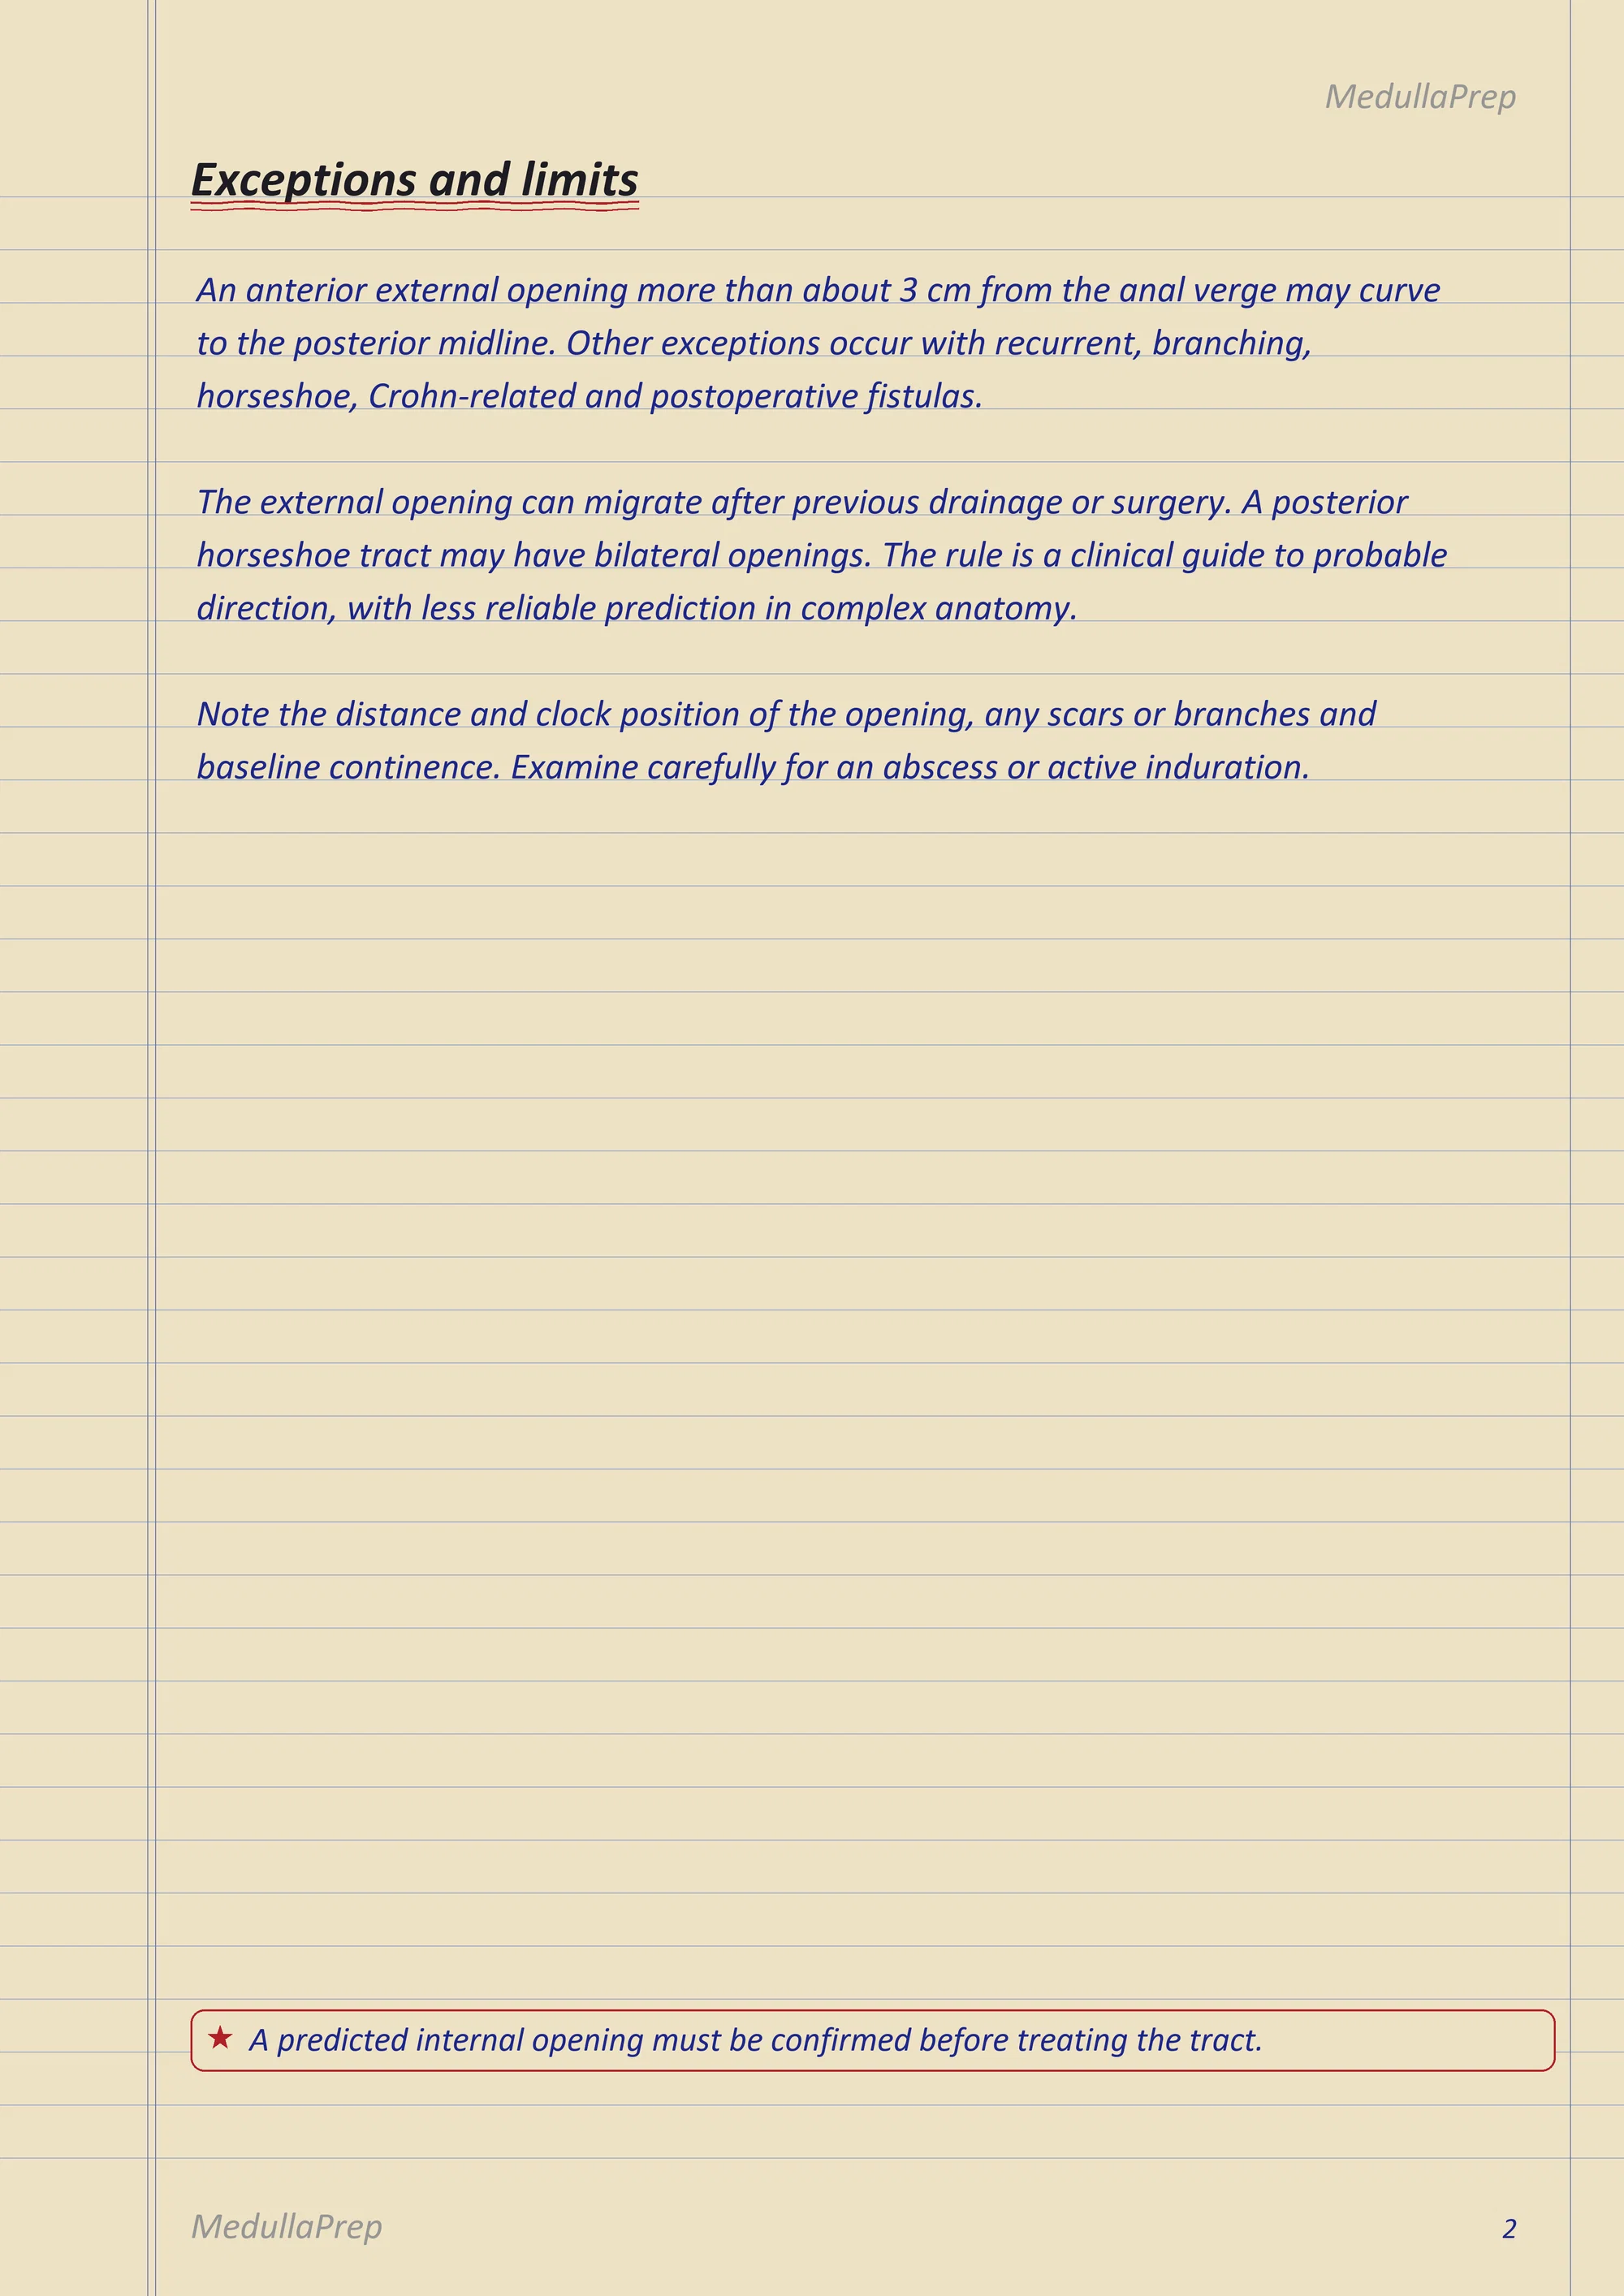 MedullaPrep
Exceptions and limits
An anterior external opening more than about 3 cm from the anal verge may curve
to the posterior midline. Other exceptions occur with recurrent, branching,
horseshoe, Crohn-related and postoperative fistulas.
The external opening can migrate after previous drainage or surgery. A posterior
horseshoe tract may have bilateral openings. The rule is a clinical guide to probable
direction, with less reliable prediction in complex anatomy.
Note the distance and clock position of the opening, any scars or branches and
baseline continence. Examine carefully for an abscess or active induration.
★ A predicted internal opening must be confirmed before treating the tract.
MedullaPrep
2